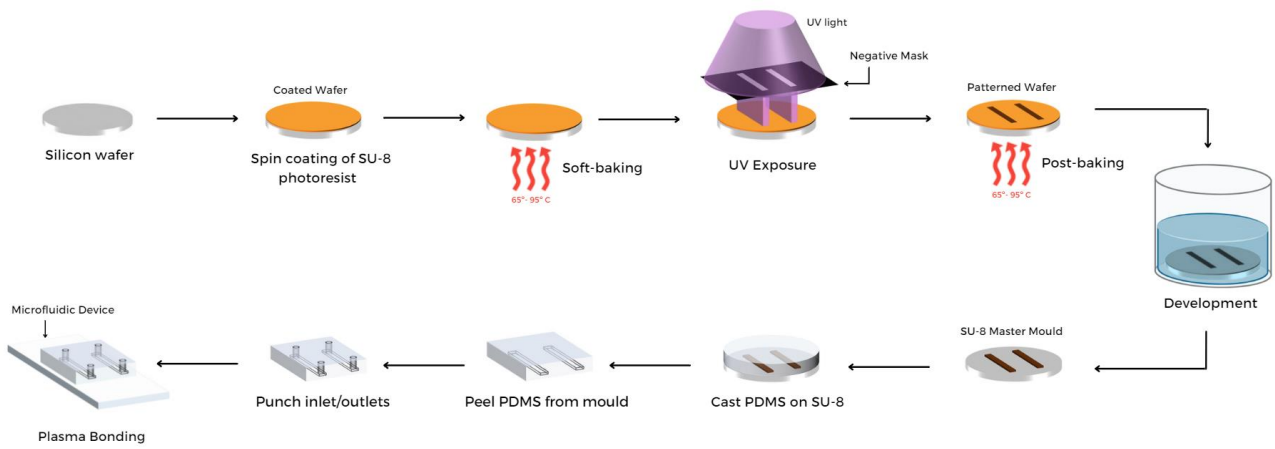 Silicon wafer
Coated Wafer
Spin coating of SU-8
photoresist
Soft-baking
65°- 95° C
UV light
Negative Mask
UV Exposure
Patterned Wafer
Post-baking
65°- 95° C
Development
SU-8 Master Mould
Cast PDMS on SU-8
Peel PDMS from mould
Punch inlet/outlets
Microfluidic Device
Plasma Bonding